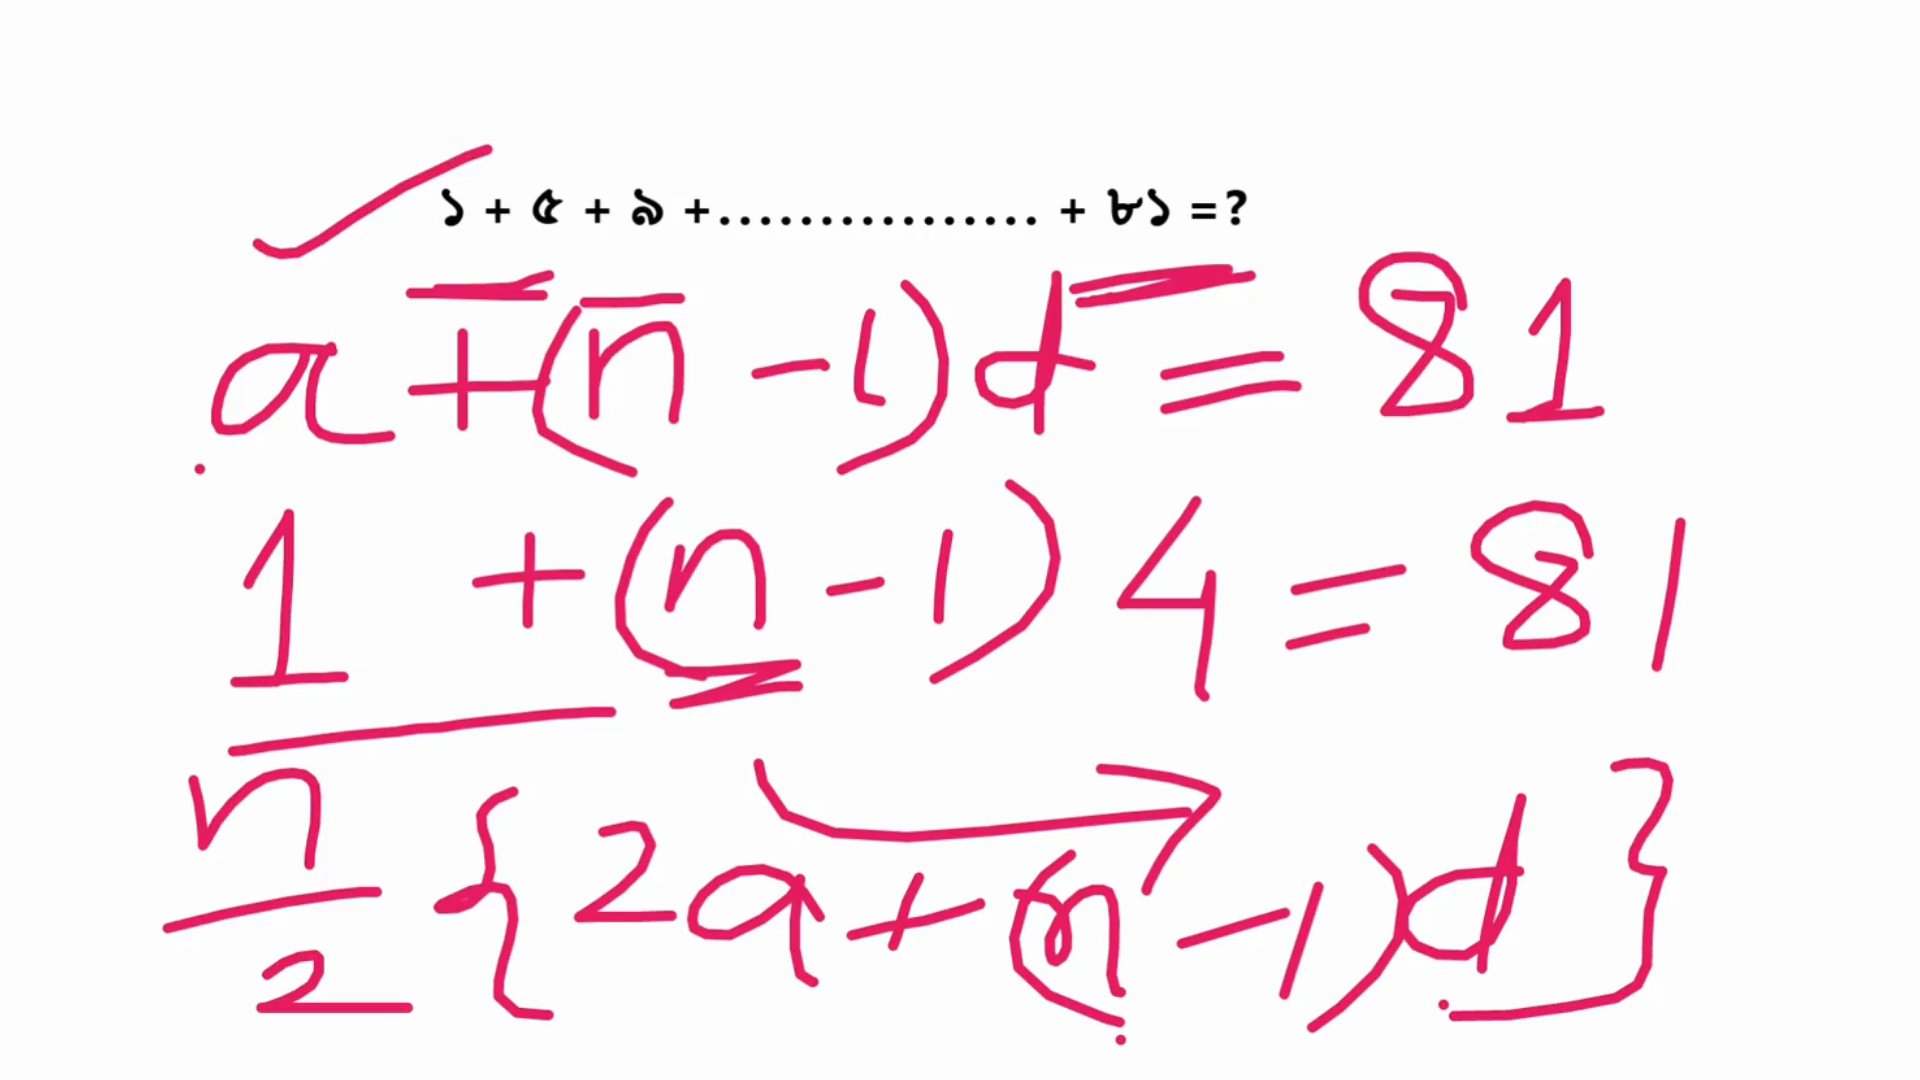 ১ + ৫ + ৯ +................ + ৮১ =?
a + (n - 1) d = 81
1 + (n - 1) 4 = 81
n/2 {2a + (n - 1) d}